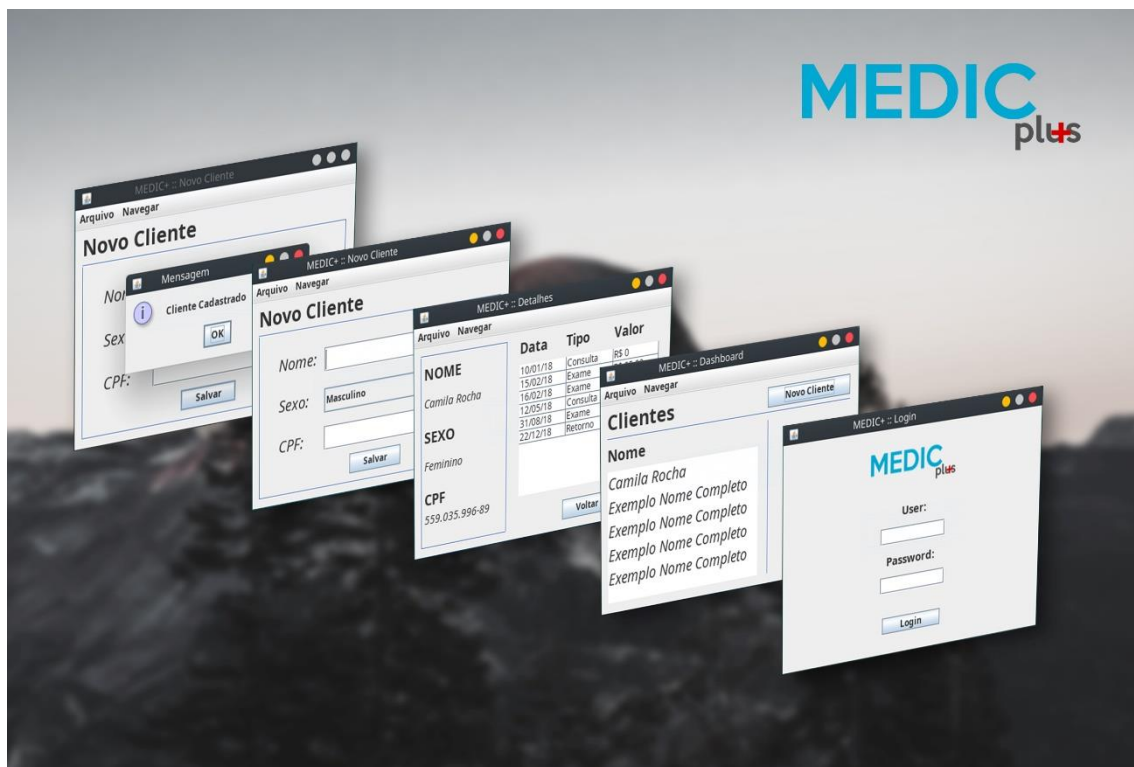 MEDIC
plus
MEDIC+ :: Novo Cliente
Arquivo Navegar
Novo Cliente
Mensagem
i
Cliente Cadastrado
OK
Sex
CPF:
Salvar
MEDIC+ :: Novo Cliente
Arquivo Navegar
Novo Cliente
Nome:
Sexo: Masculino
CPF:
Salvar
MEDIC+ :: Detalhes
Arquivo Navegar
NOME
Camila Rocha
SEXO
Feminino
CPF
559.035.996-89
Data Tipo Valor
10/01/18 Consulta R$ 0
15/02/18 Exame
16/02/18 Exame
12/05/18 Consulta
31/08/18 Exame
22/12/18 Retorno
Voltar
MEDIC+ :: Dashboard
Arquivo Navegar
Clientes
Novo Cliente
Nome
Camila Rocha
Exemplo Nome Completo
Exemplo Nome Completo
Exemplo Nome Completo
Exemplo Nome Completo
MEDIC+ :: Login
MEDIC
plus
User:
Password:
Login